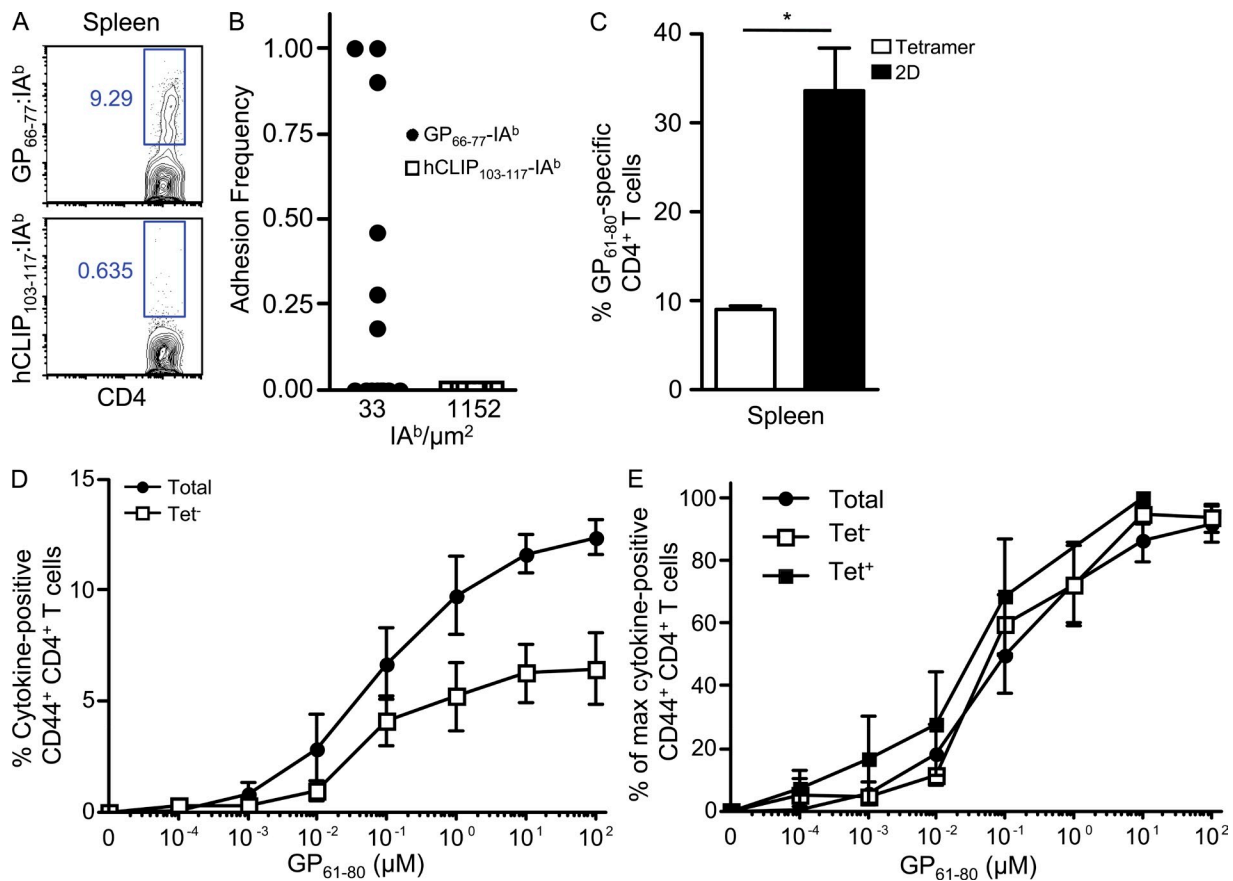 A
Spleen
GP66-77:IAb
9.29
hCLIP103-117:IAb
0.635
CD4
B
Adhesion Frequency
1.00
0.75
0.50
0.25
0.00
GP66-77-IAb
hCLIP103-117-IAb
33 1152
IAb/µm2
C
% GP61-80-specific
CD4+ T cells
40
30
20
10
0
*
Tetramer
2D
Spleen
D
% Cytokine-positive
CD44+ CD4+ T cells
15
10
5
0
Total
Tet-
0 10-4 10-3 10-2 10-1 100 101 102
GP61-80 (µM)
E
% of max cytokine-positive
CD44+ CD4+ T cells
100
80
60
40
20
0
Total
Tet-
Tet+
0 10-4 10-3 10-2 10-1 100 101 102
GP61-80 (µM)